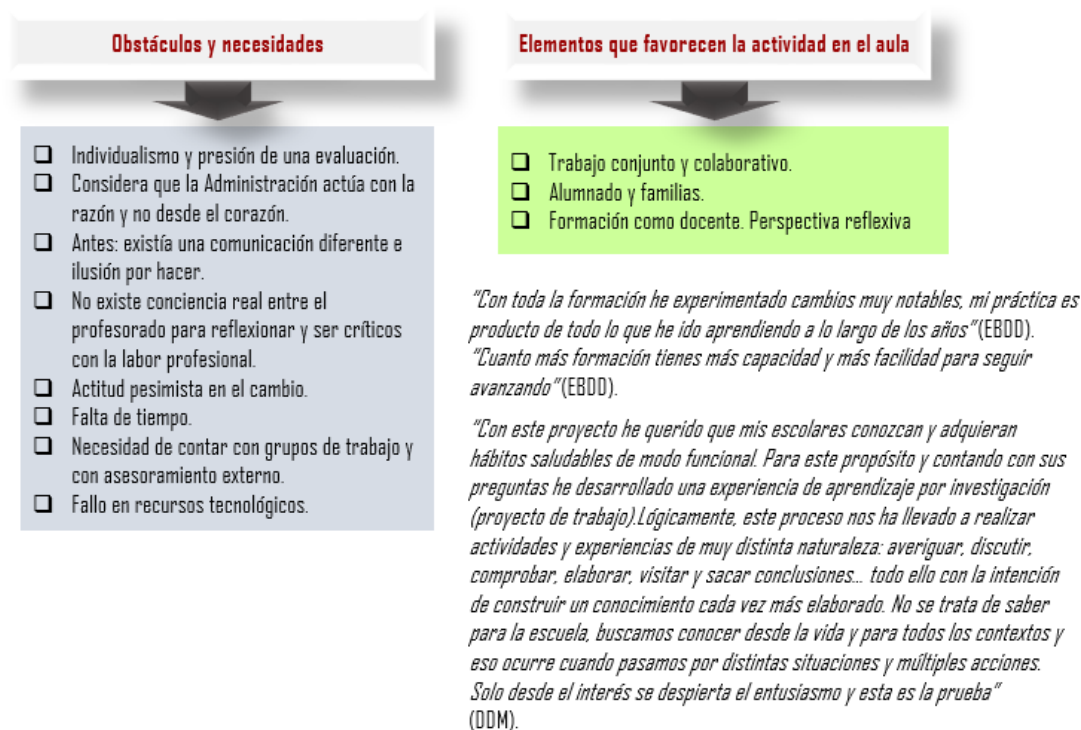 Obstáculos y necesidades
❑ Individualismo y presión de una evaluación.
❑ Considera que la Administración actúa con la
razón y no desde el corazón.
❑ Antes: existía una comunicación diferente e
ilusión por hacer.
❑ No existe conciencia real entre el
profesorado para reflexionar y ser críticos
con la labor profesional.
❑ Actitud pesimista en el cambio.
❑ Falta de tiempo.
❑ Necesidad de contar con grupos de trabajo y
con asesoramiento externo.
❑ Fallo en recursos tecnológicos.
Elementos que favorecen la actividad en el aula
❑ Trabajo conjunto y colaborativo.
❑ Alumnado y familias.
❑ Formación como docente. Perspectiva reflexiva
"Con toda la formación he experimentado cambios muy notables, mi práctica es
producto de todo lo que he ido aprendiendo a lo largo de los años"(EBDD).
"Cuanto más formación tienes más capacidad y más facilidad para seguir
avanzando"(EBDD).
"Con este proyecto he querido que mis escolares conozcan y adquieran
hábitos saludables de modo funcional. Para este propósito y contando con sus
preguntas he desarrollado una experiencia de aprendizaje por investigación
(proyecto de trabajo).Lógicamente, este proceso nos ha llevado a realizar
actividades y experiencias de muy distinta naturaleza: averiguar, discutir,
comprobar, elaborar, visitar y sacar conclusiones... todo ello con la intención
de construir un conocimiento cada vez más elaborado. No se trata de saber
para la escuela, buscamos conocer desde la vida y para todos los contextos y
eso ocurre cuando pasamos por distintas situaciones y múltiples acciones.
Solo desde el interés se despierta el entusiasmo y esta es la prueba"
(DDM).